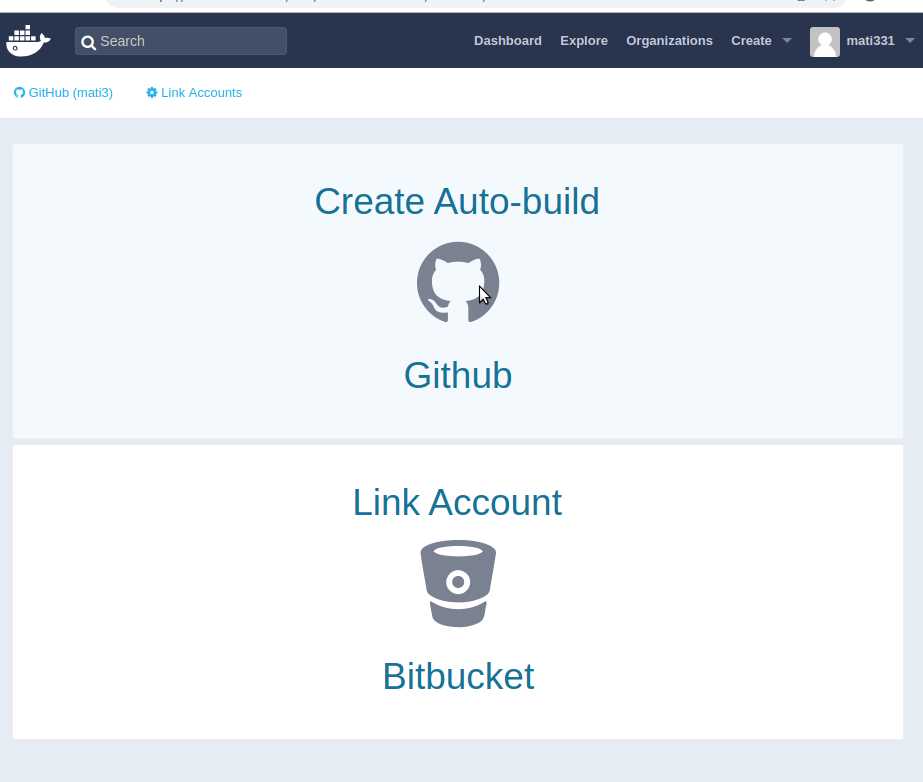 Search Dashboard Explore Organizations Create mati331
GitHub (mati3) Link Accounts
Create Auto-build
Github
Link Account
Bitbucket